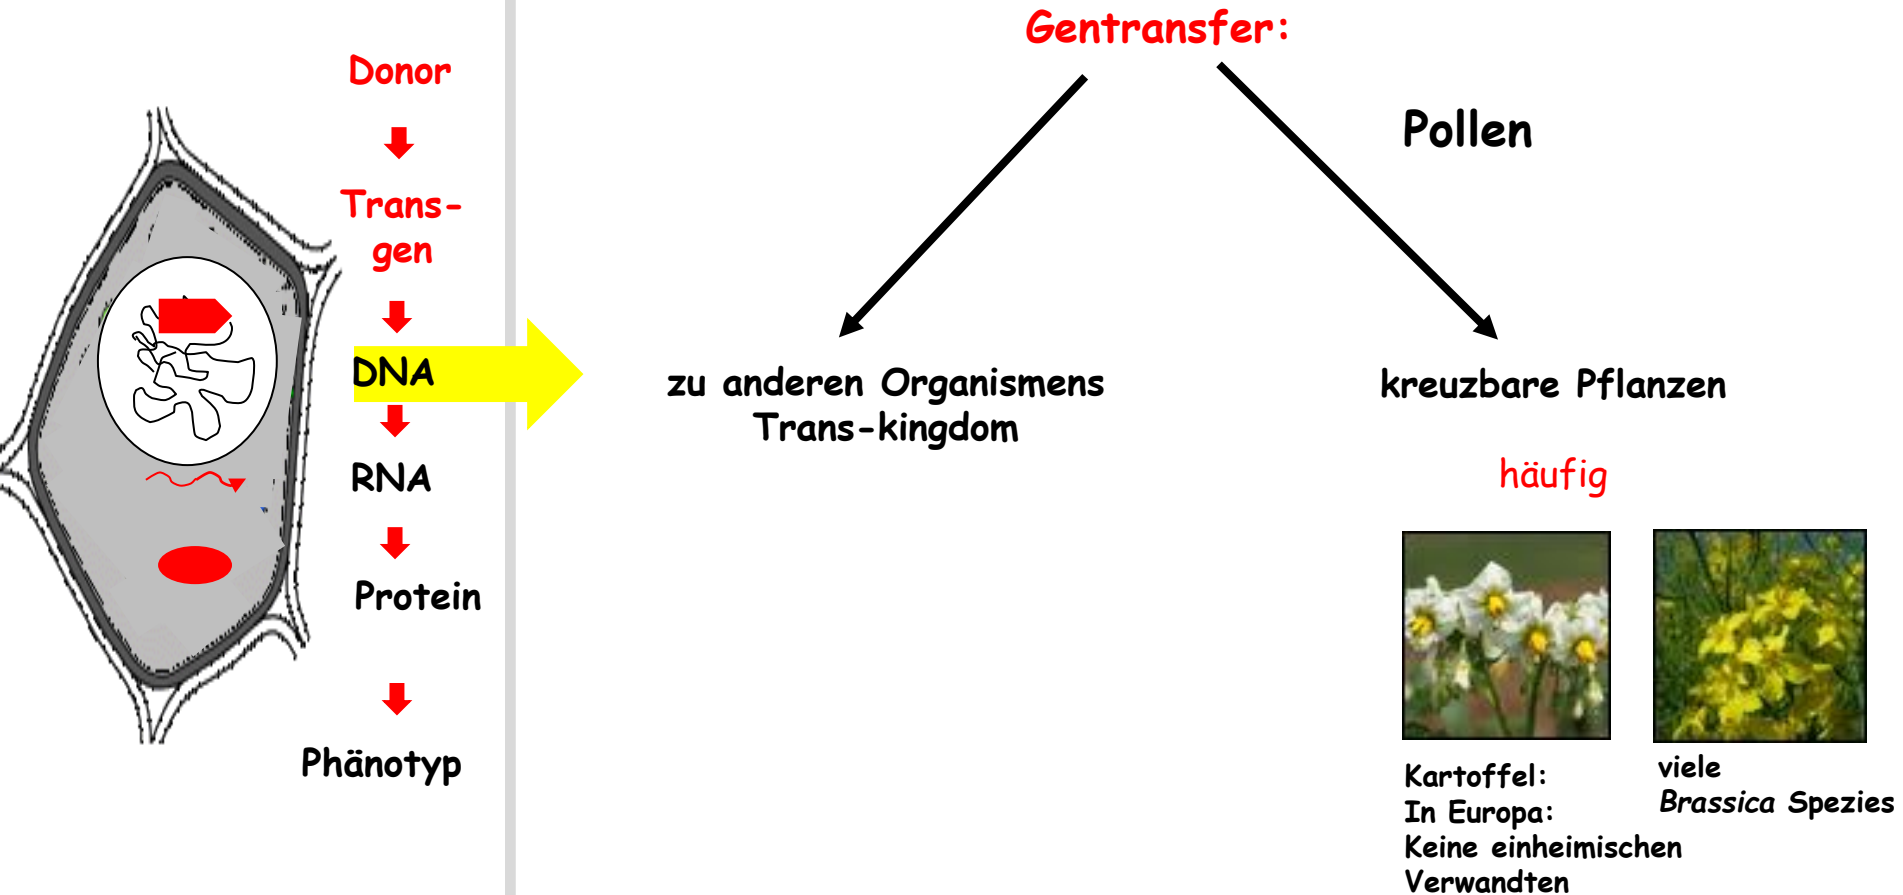 Donor
Trans-
gen
DNA
RNA
Protein
Phänotyp
Gentransfer:
Pollen
zu anderen Organismens
Trans-kingdom
kreuzbare Pflanzen
häufig
Kartoffel:
In Europa:
Keine einheimischen
Verwandten
viele
Brassica Spezies